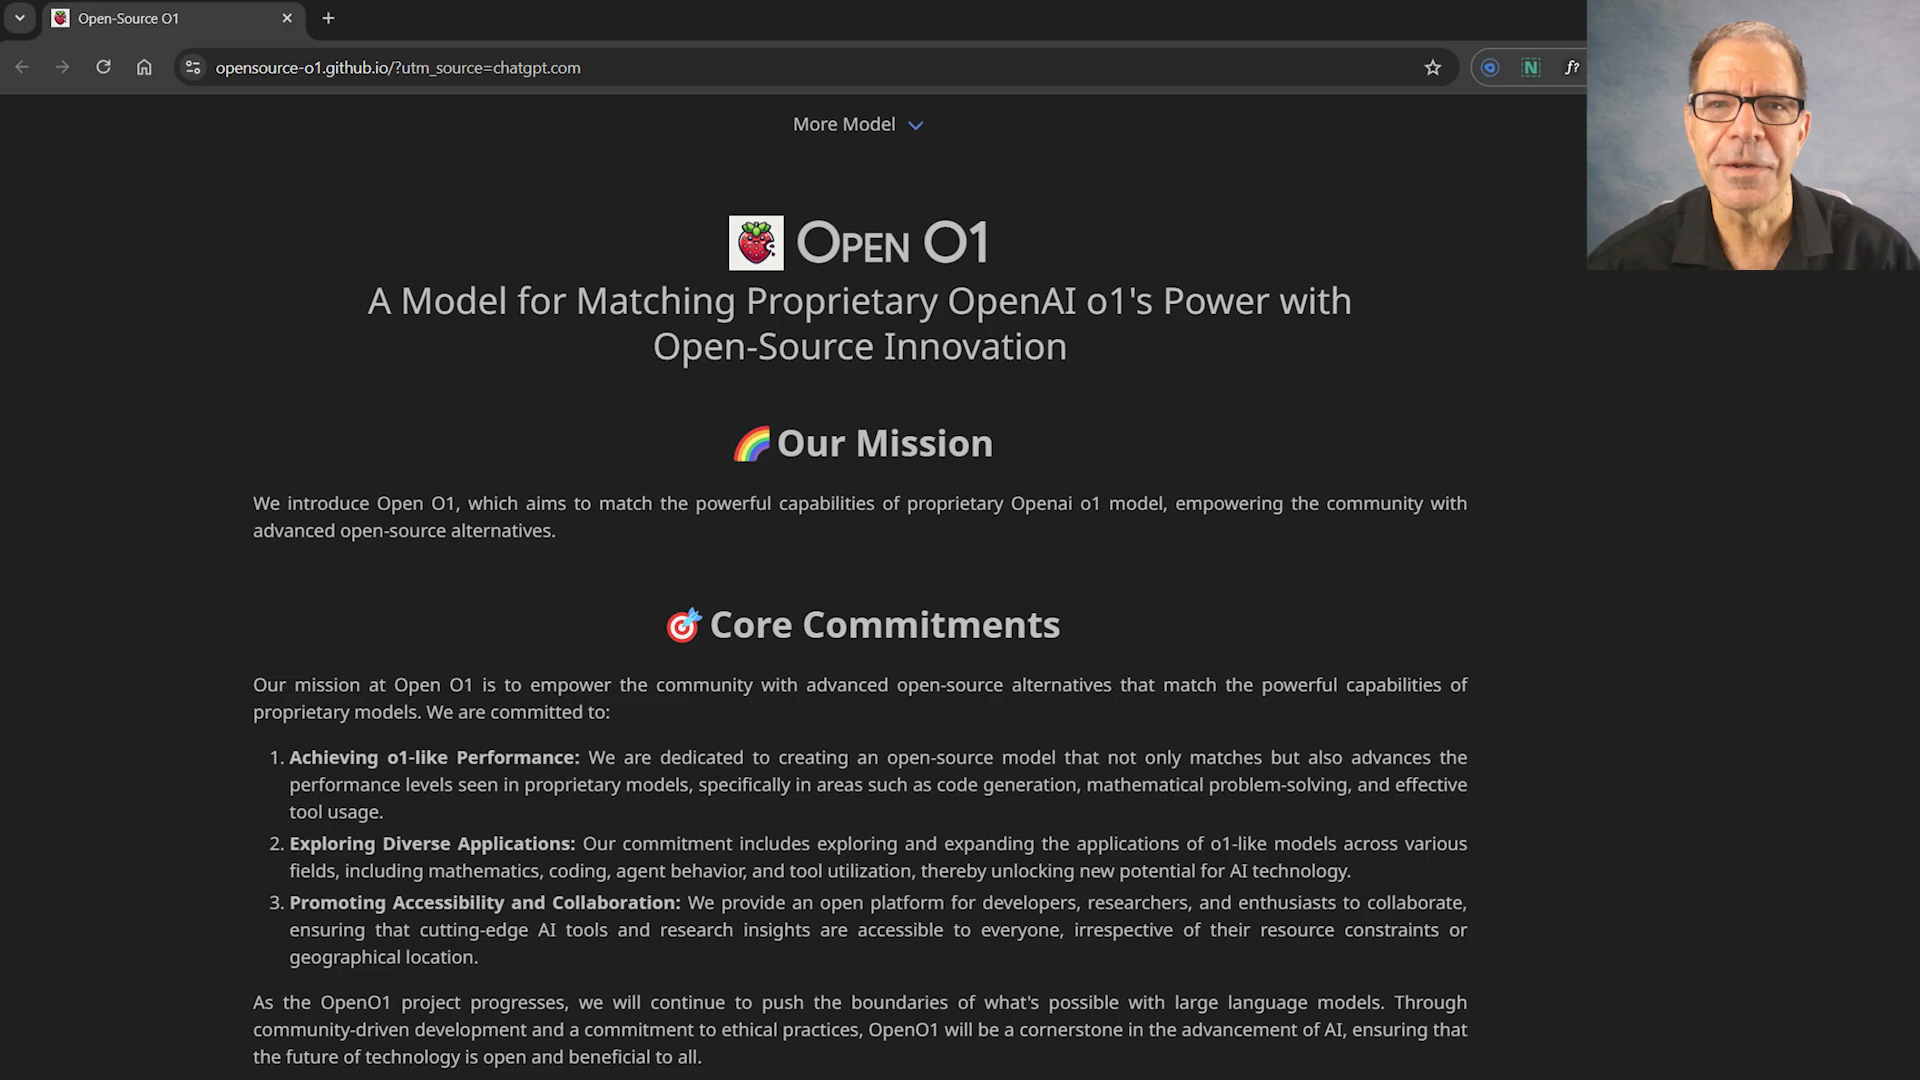 Open-Source O1
opensource-o1.github.io/?utm_source=chatgpt.com
N
f?
More Model
OPEN O1
A Model for Matching Proprietary OpenAI o1's Power with
Open-Source Innovation
Our Mission
We introduce Open O1, which aims to match the powerful capabilities of proprietary Openai o1 model, empowering the community with
advanced open-source alternatives.
Core Commitments
Our mission at Open O1 is to empower the community with advanced open-source alternatives that match the powerful capabilities of
proprietary models. We are committed to:
1. Achieving o1-like Performance: We are dedicated to creating an open-source model that not only matches but also advances the
performance levels seen in proprietary models, specifically in areas such as code generation, mathematical problem-solving, and effective
tool usage.
2. Exploring Diverse Applications: Our commitment includes exploring and expanding the applications of o1-like models across various
fields, including mathematics, coding, agent behavior, and tool utilization, thereby unlocking new potential for AI technology.
3. Promoting Accessibility and Collaboration: We provide an open platform for developers, researchers, and enthusiasts to collaborate,
ensuring that cutting-edge AI tools and research insights are accessible to everyone, irrespective of their resource constraints or
geographical location.
As the OpenO1 project progresses, we will continue to push the boundaries of what's possible with large language models. Through
community-driven development and a commitment to ethical practices, OpenO1 will be a cornerstone in the advancement of AI, ensuring that
the future of technology is open and beneficial to all.